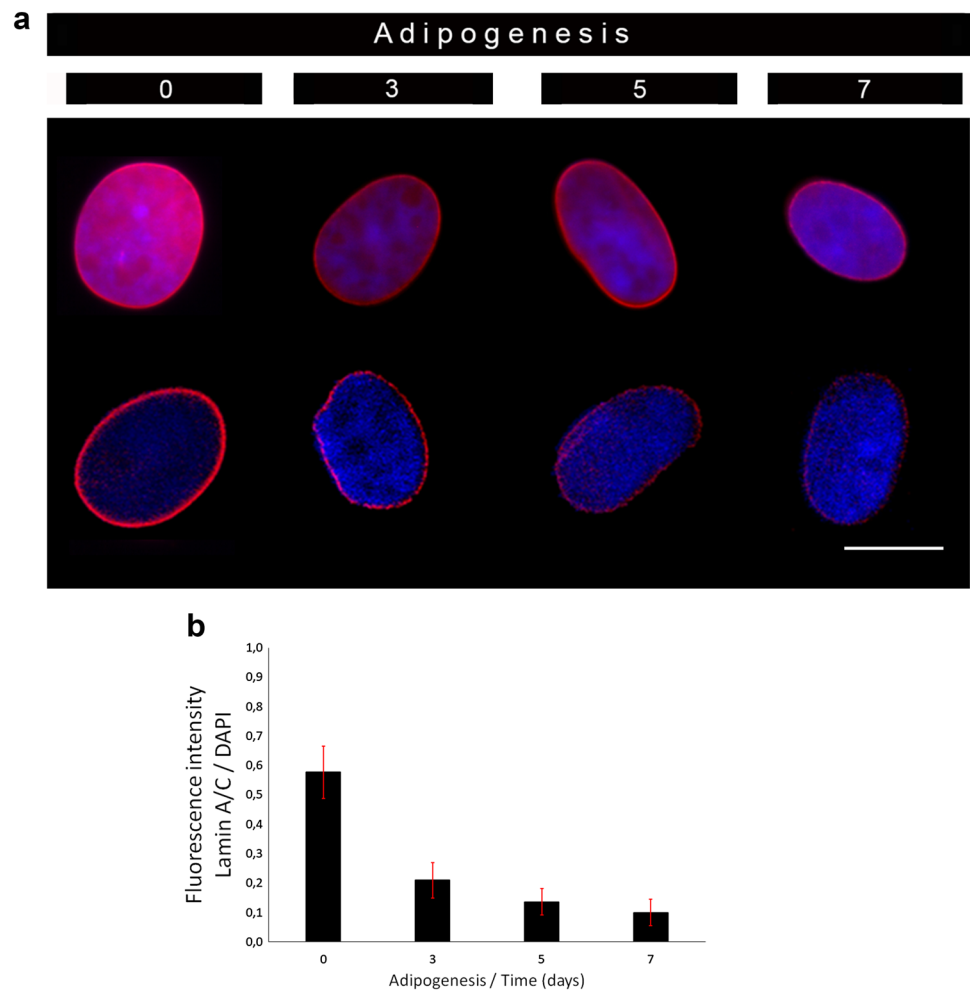 a
Adipogenesis
0 3 5 7
b
Fluorescence intensity
Lamin A/C / DAPI
1,0
0,9
0,8
0,7
0,6
0,5
0,4
0,3
0,2
0,1
0,0
0 3 5 7
Adipogenesis / Time (days)